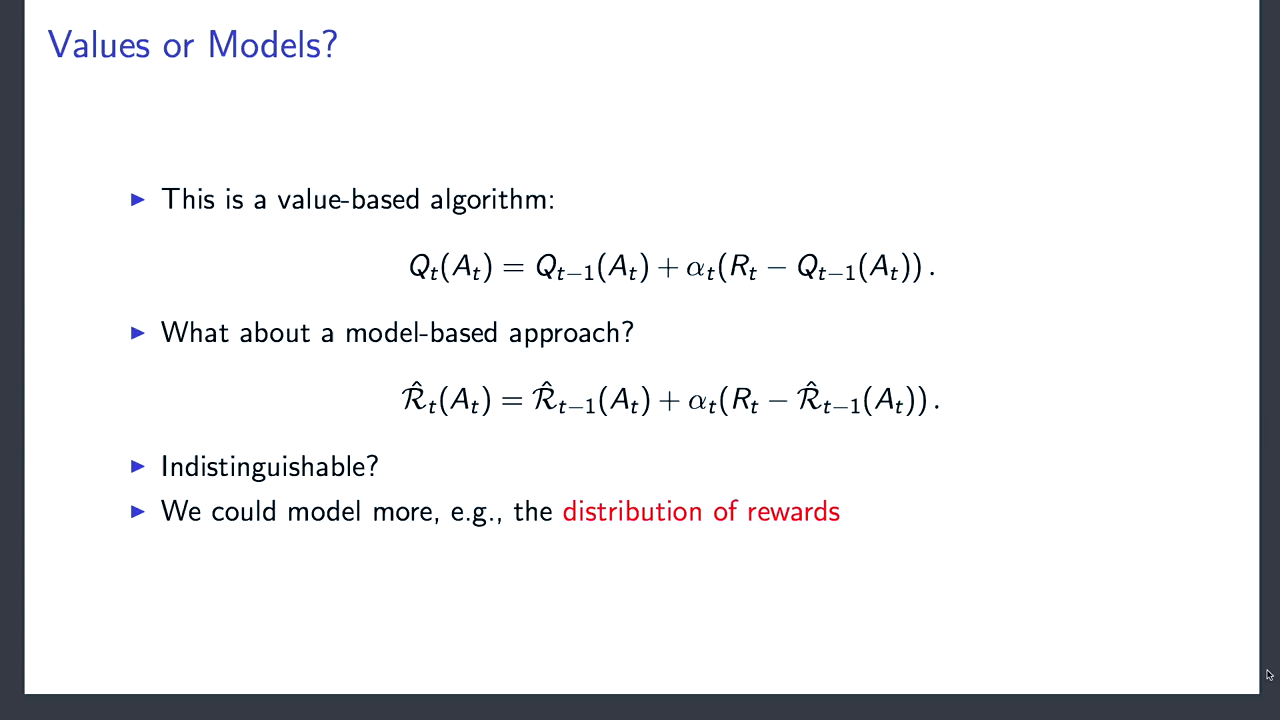 Values or Models?
▶ This is a value-based algorithm:
Qₜ(Aₜ) = Qₜ₋₁(Aₜ) + αₜ(Rₜ − Qₜ₋₁(Aₜ)) .
▶ What about a model-based approach?
ℛ̂ₜ(Aₜ) = ℛ̂ₜ₋₁(Aₜ) + αₜ(Rₜ − ℛ̂ₜ₋₁(Aₜ)) .
▶ Indistinguishable?
▶ We could model more, e.g., the distribution of rewards